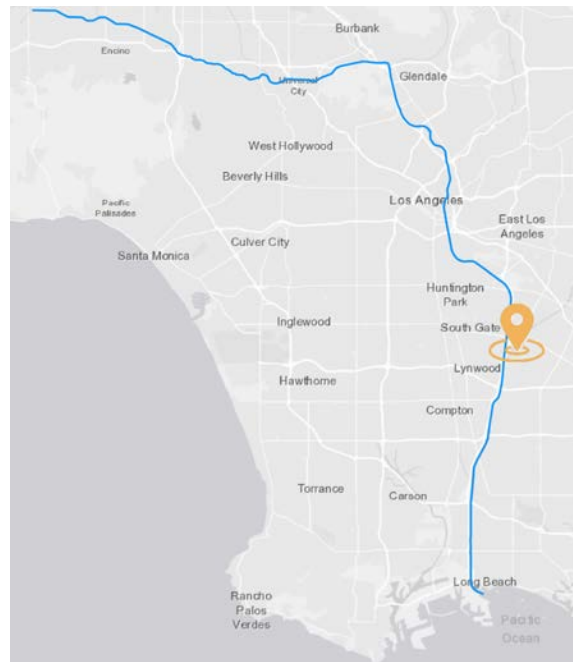 Burbank
Encino
Glendale
Universal
City
West Hollywood
Beverly Hills
Los Angeles
Pacific
Palisades
East Los
Angeles
Culver City
Santa Monica
Huntington
Park
Inglewood
South Gate
Lynwood
Hawthorne
Compton
Torrance
Carson
Long Beach
Rancho
Palos
Verdes
Pacific
Ocean